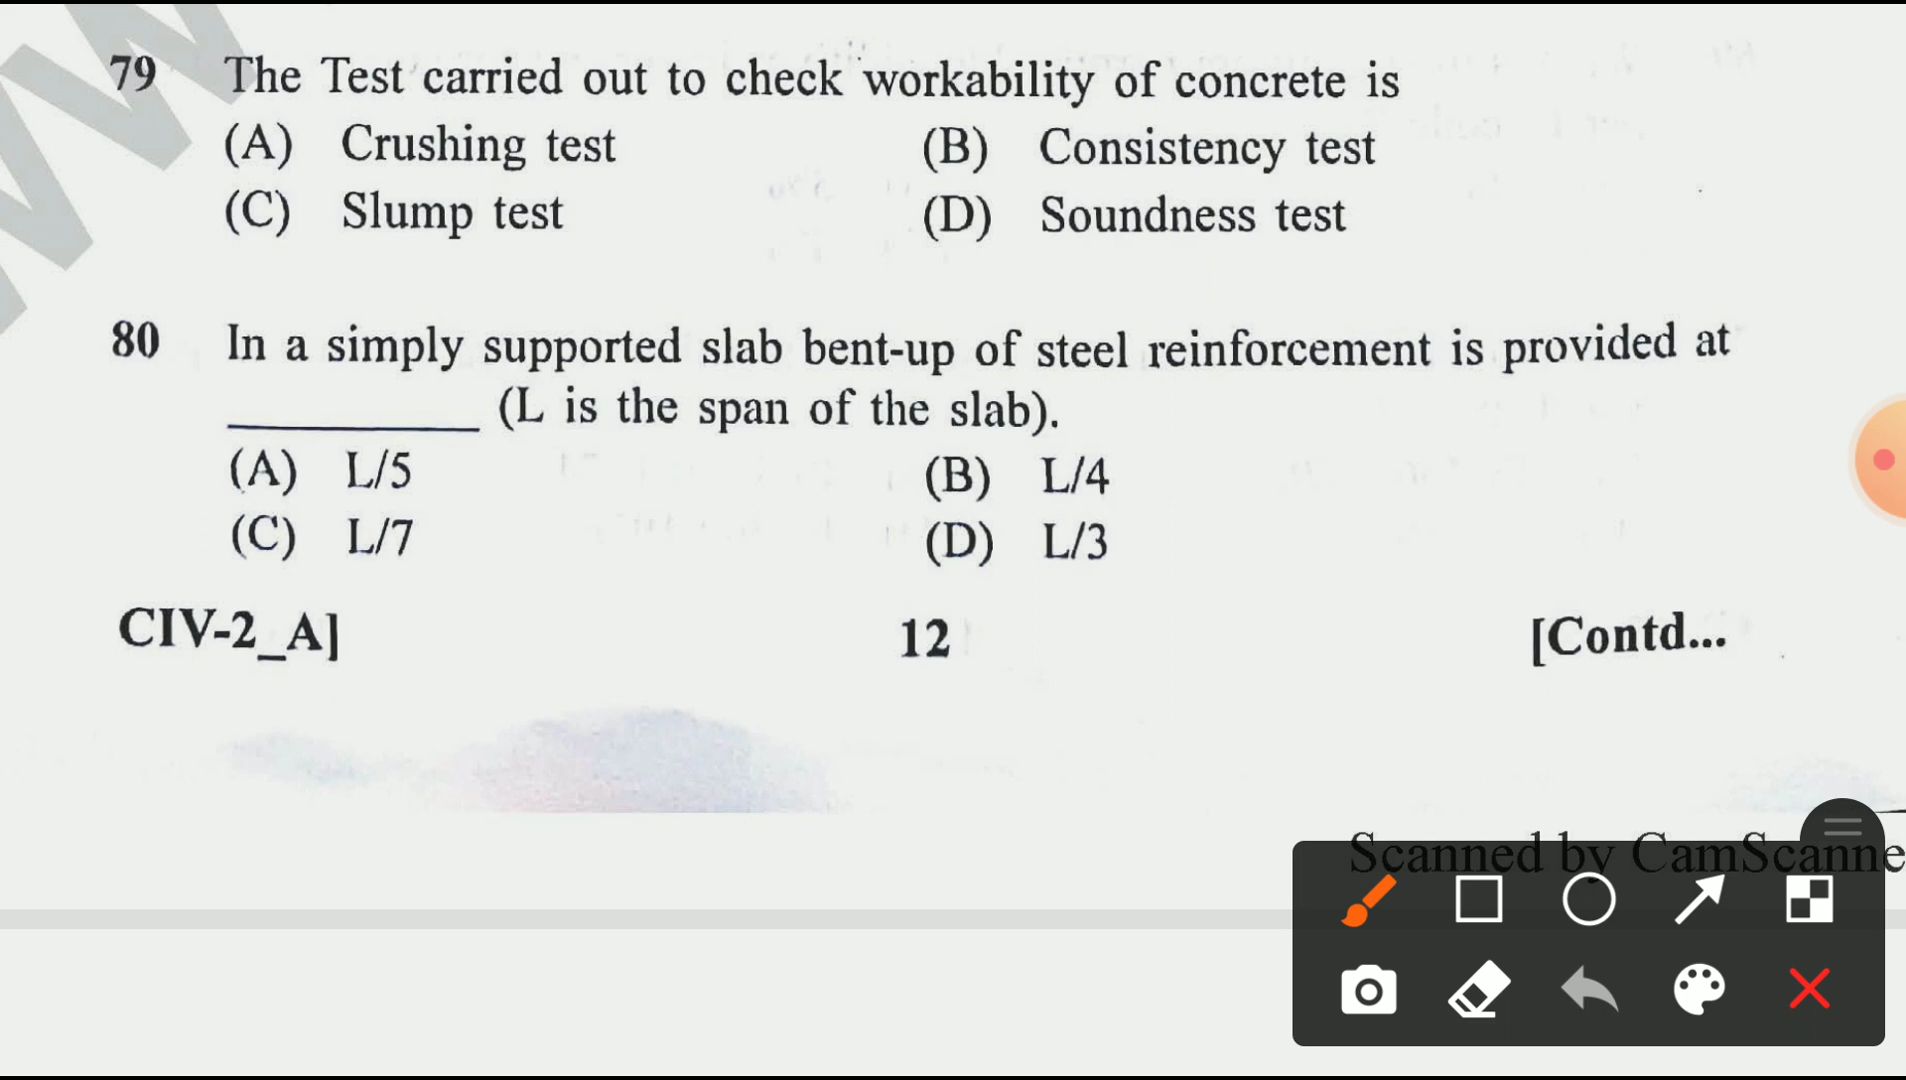 79 The Test carried out to check workability of concrete is
(A) Crushing test (B) Consistency test
(C) Slump test (D) Soundness test
80 In a simply supported slab bent-up of steel reinforcement is provided at
__________ (L is the span of the slab).
(A) L/5 (B) L/4
(C) L/7 (D) L/3
CIV-2_A] 12 [Contd...
Scanned by CamScanne